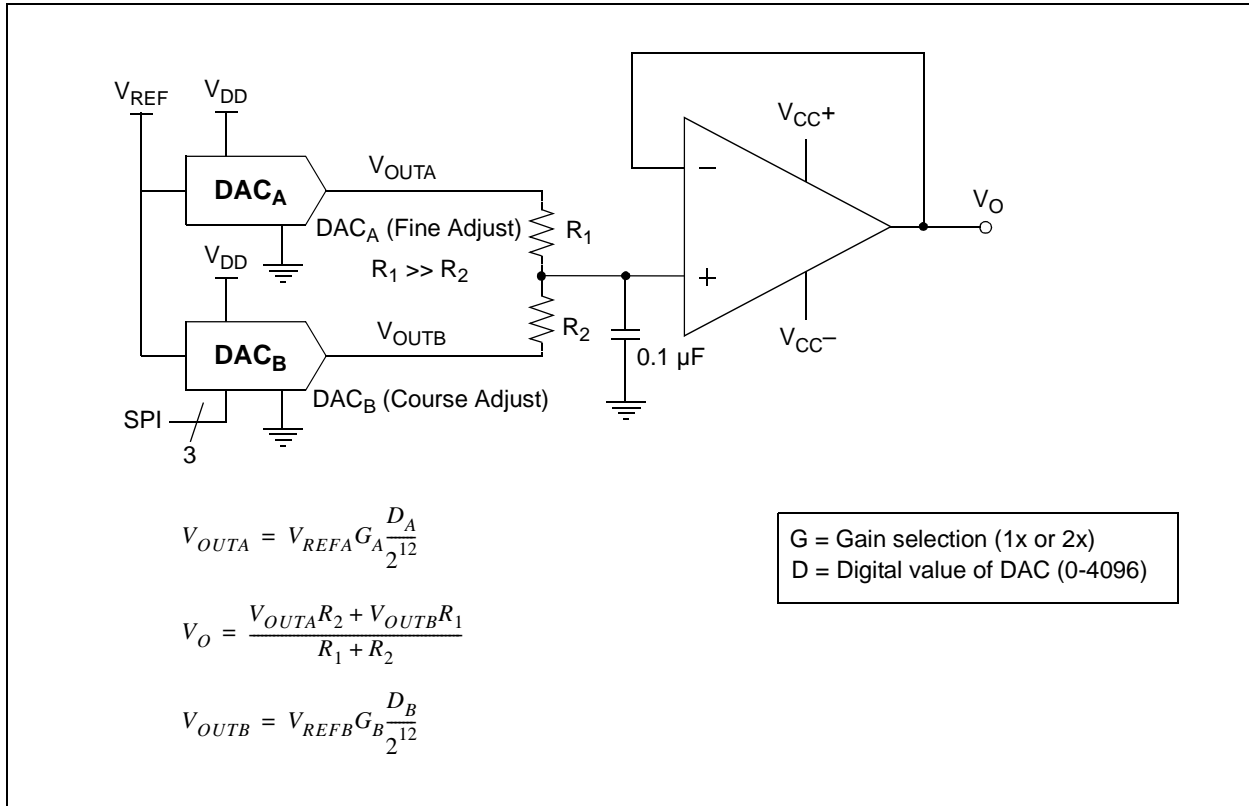 V_REF
V_DD
DAC_A
V_OUTA
DAC_A (Fine Adjust)
R_1 >> R_2
R_1
V_DD
DAC_B
V_OUTB
R_2
DAC_B (Course Adjust)
SPI
3
0.1 µF
−
+
V_CC+
V_CC−
V_O
V_OUTA = V_REFA G_A D_A/2^12
V_O = (V_OUTA R_2 + V_OUTB R_1)/(R_1 + R_2)
V_OUTB = V_REFB G_B D_B/2^12
G = Gain selection (1x or 2x)
D = Digital value of DAC (0-4096)